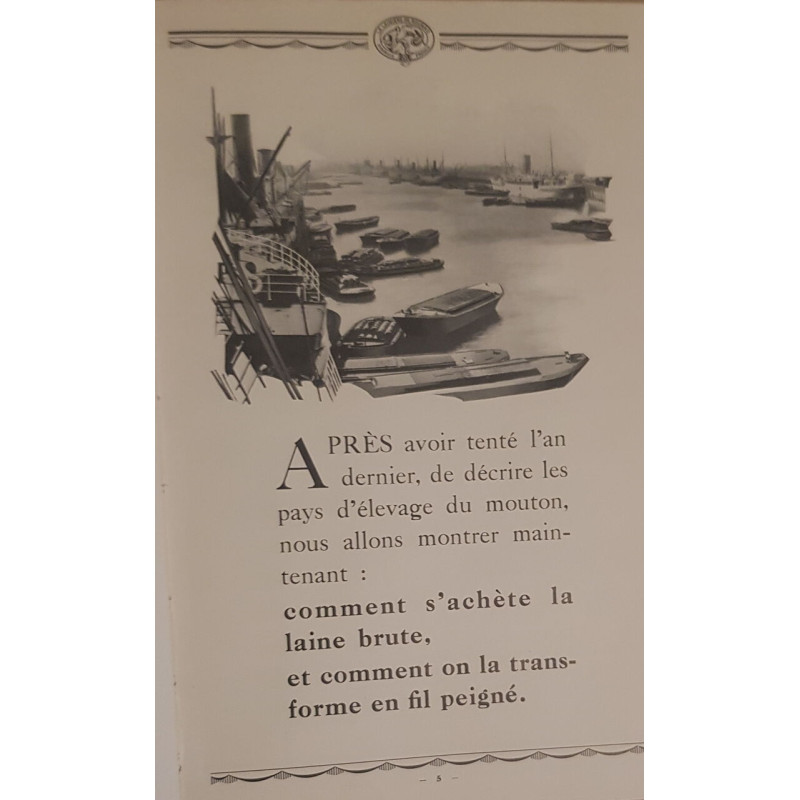 APRÈS avoir tenté l'an
dernier, de décrire les
pays d'élevage du mouton,
nous allons montrer main-
tenant :
comment s'achète la
laine brute,
et comment on la trans-
forme en fil peigné.
— 5 —